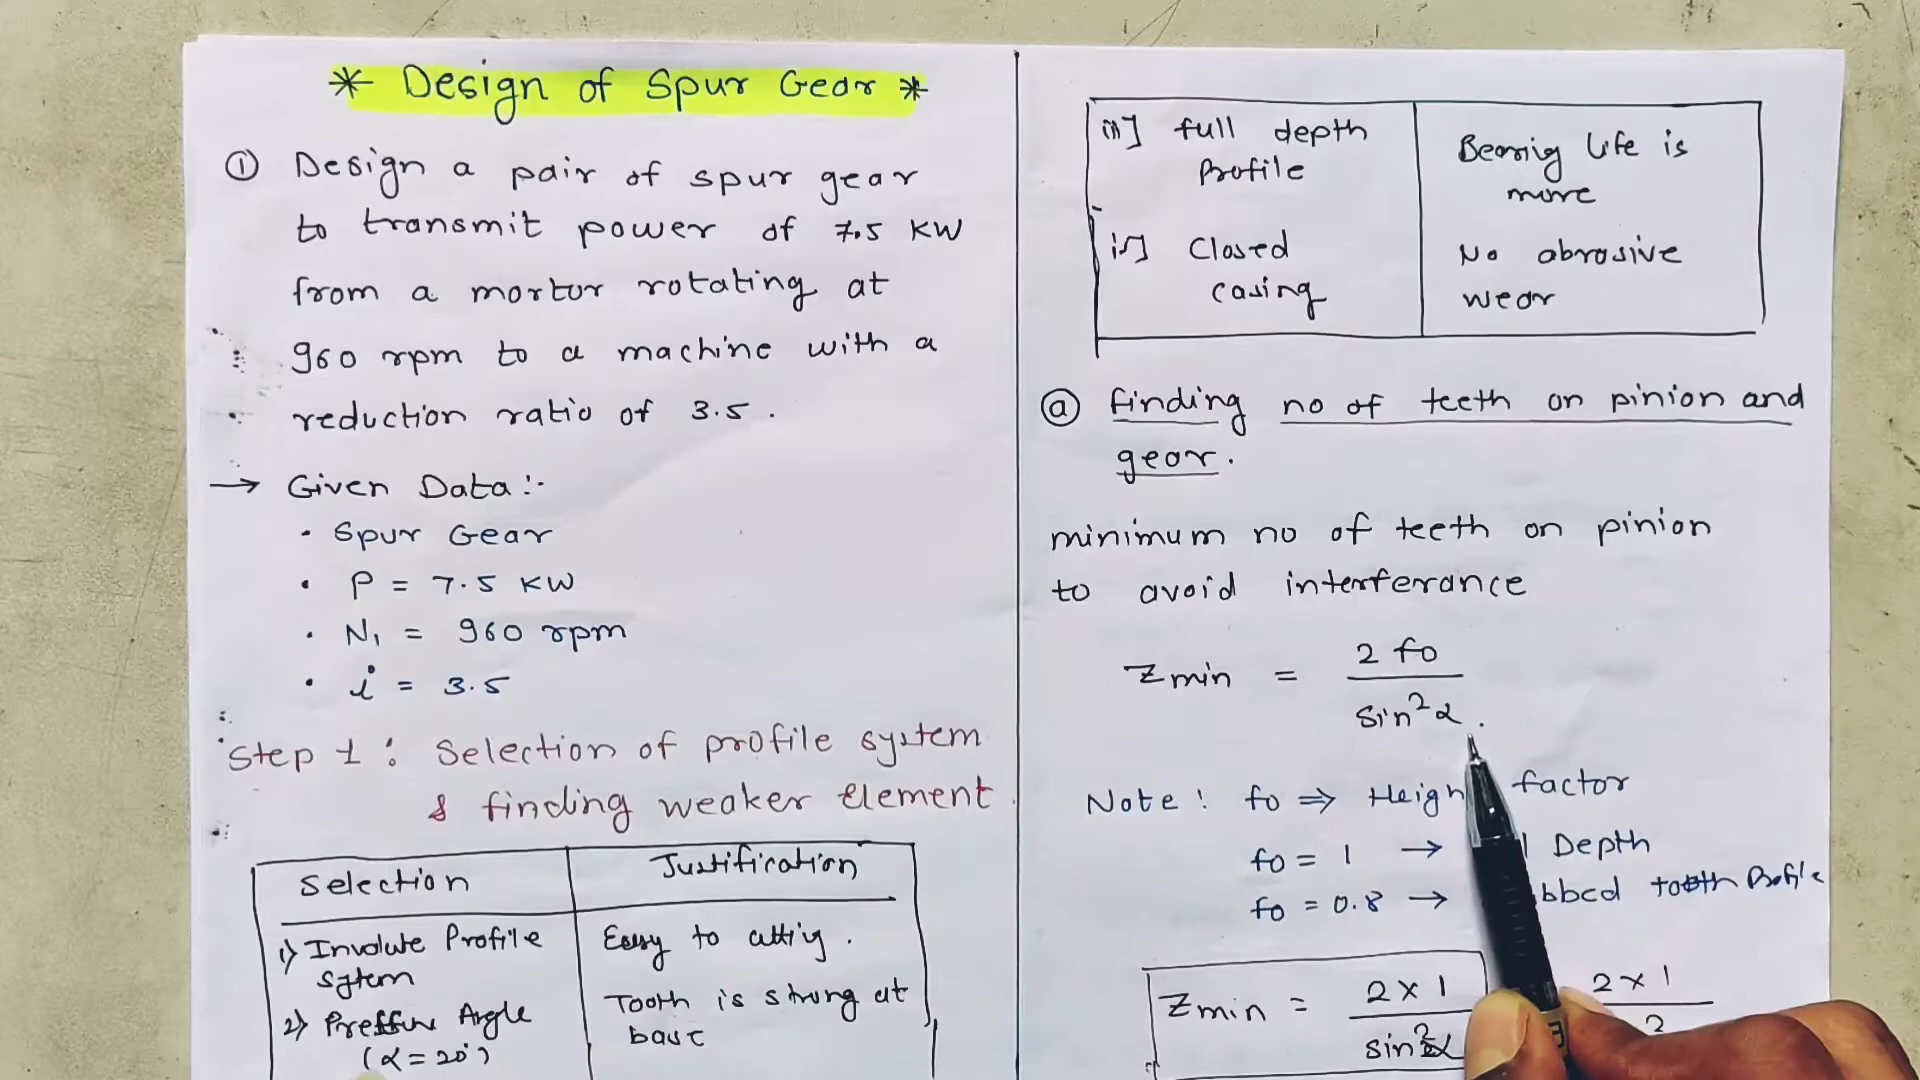 * Design of Spur Gear *
① Design a pair of spur gear
to transmit power of 7.5 KW
from a mortor rotating at
960 rpm to a machine with a
reduction ratio of 3.5 .
→ Given Data :-
• Spur Gear
• P = 7.5 KW
• N₁ = 960 rpm
• i = 3.5
Step 1 : Selection of profile system
& finding weaker element
Selection
Justification
1) Involute Profile
Easy to
system
2) Pressure Angle
Tooth is strong at
(α = 20°)
base
iii] full depth
Profile
Bearing life is
more
iv] Closed
casing
No abrasive
wear
ⓐ finding no of teeth on pinion and
gear .
minimum no of teeth on pinion
to avoid interferance
Zmin = 2 fo / sin²α .
Note : fo ⇒ Heigh factor
fo = 1 → Depth
fo = 0.8 → bbed tooth Profile
Zmin = 2 x 1 / sin²α
2 x 1
2